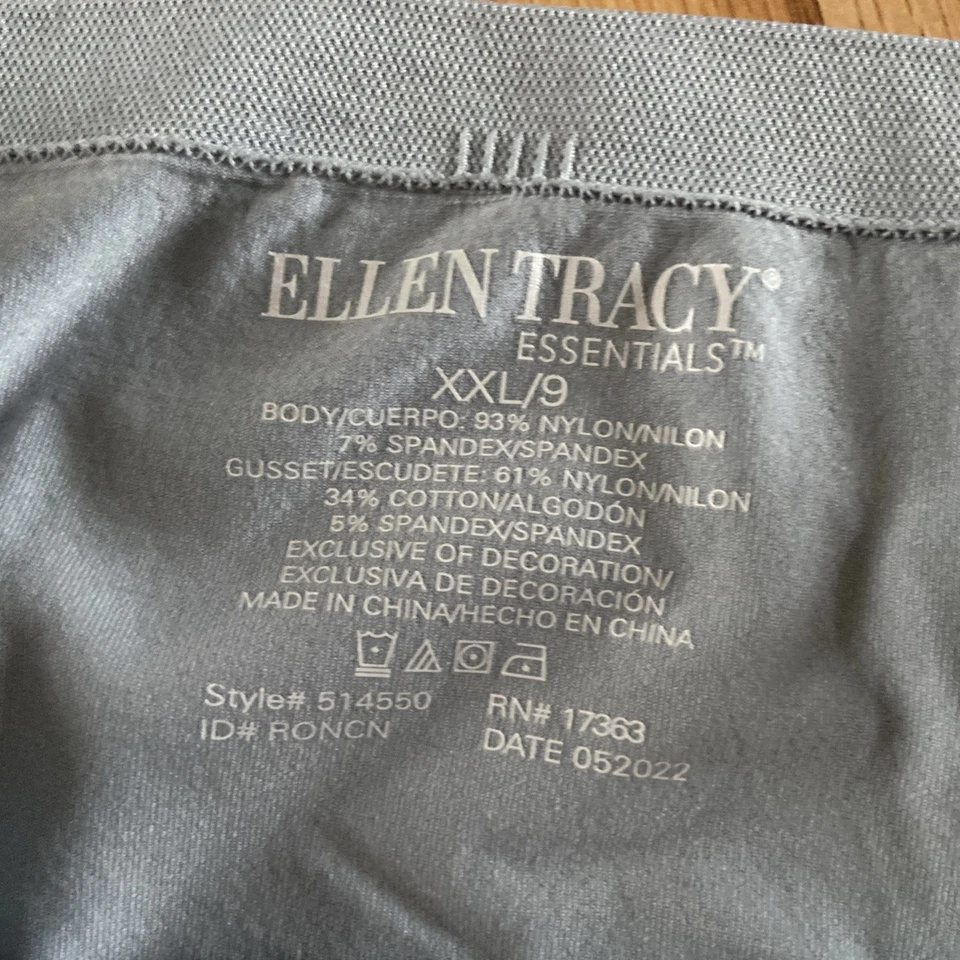 ELLEN TRACY®
ESSENTIALS™
XXL/9
BODY/CUERPO: 93% NYLON/NILON
7% SPANDEX/SPANDEX
GUSSET/ESCUDETE: 61% NYLON/NILON
34% COTTON/ALGODÓN
5% SPANDEX/SPANDEX
EXCLUSIVE OF DECORATION/
EXCLUSIVA DE DECORACIÓN
MADE IN CHINA/HECHO EN CHINA
Style# 514550 RN# 17363
ID# RONCN DATE 052022